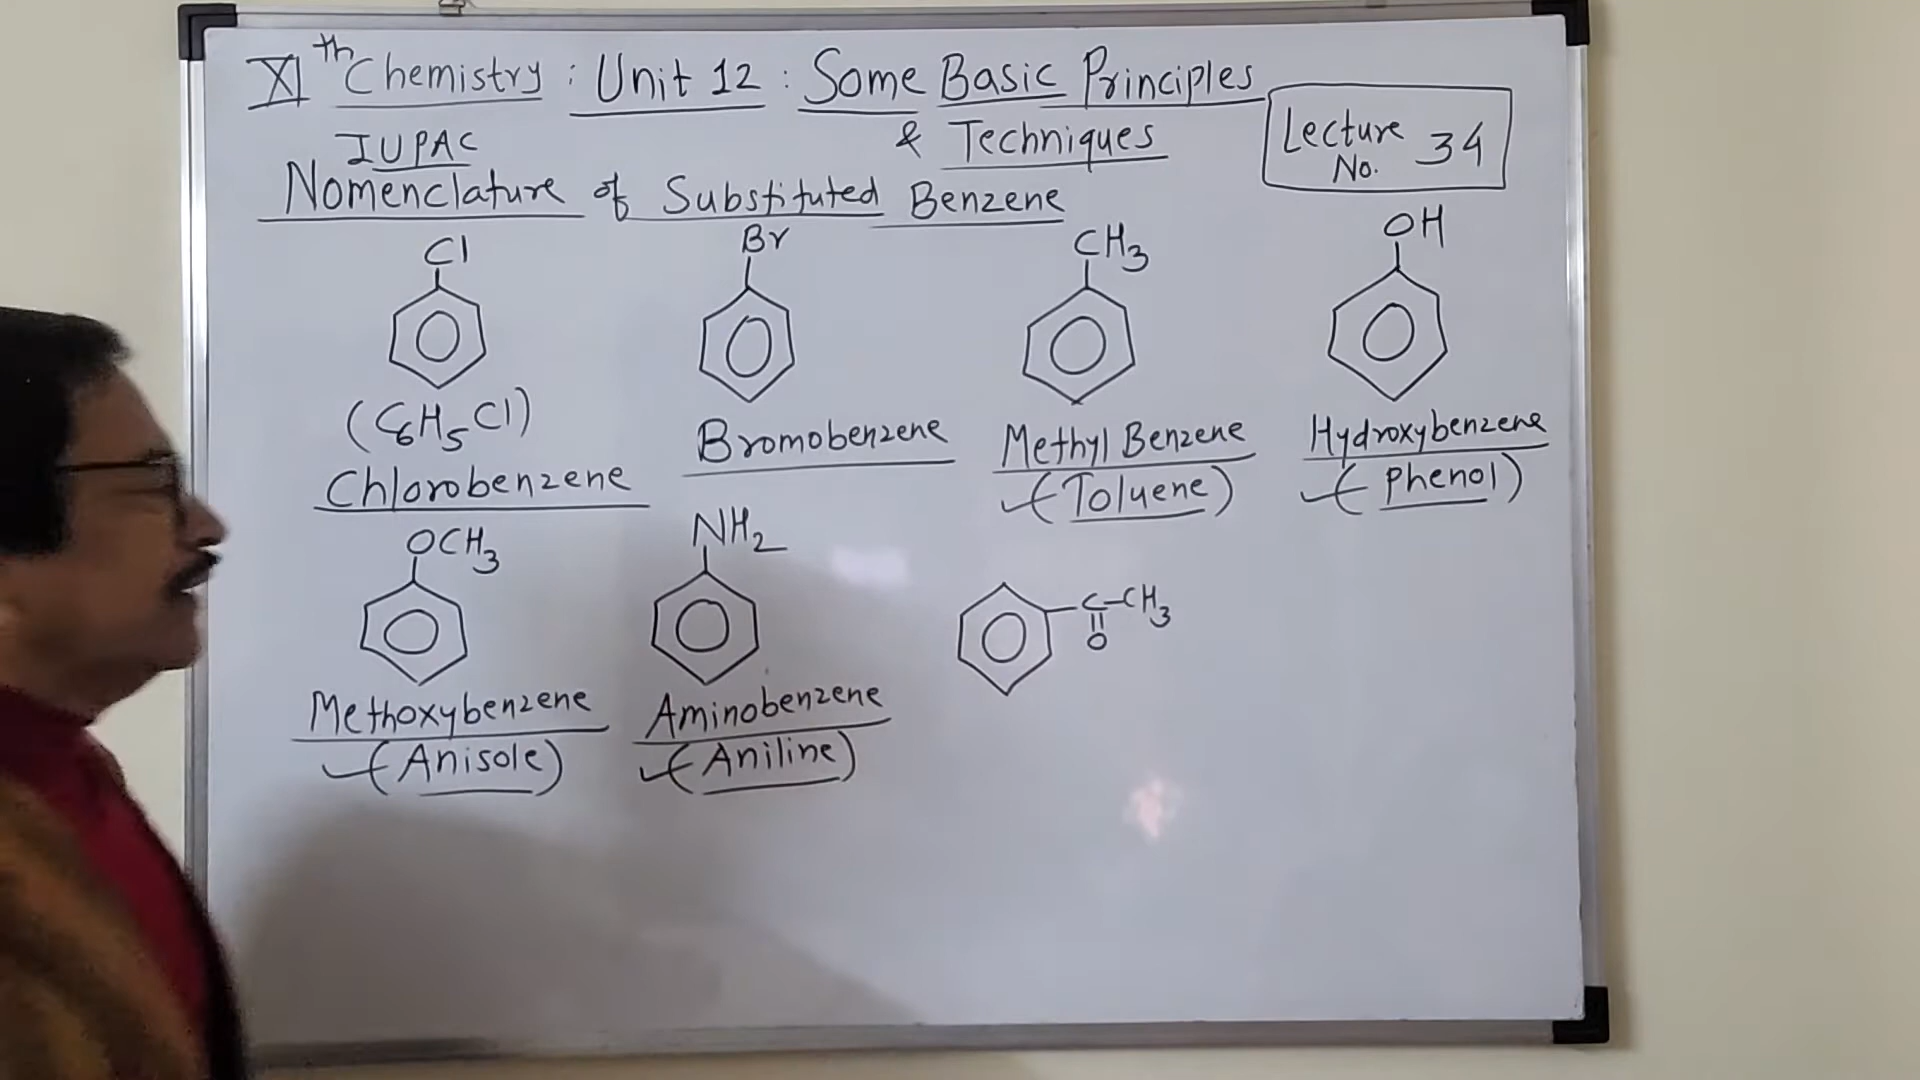 XI th Chemistry : Unit 12 : Some Basic Principles
& Techniques
Lecture No. 34
IUPAC
Nomenclature of Substituted Benzene
Cl
Br
CH3
OH
(C6H5Cl)
Chlorobenzene
Bromobenzene
Methyl Benzene
(Toluene)
Hydroxybenzene
(Phenol)
OCH3
NH2
C-CH3
O
Methoxybenzene
(Anisole)
Aminobenzene
(Aniline)